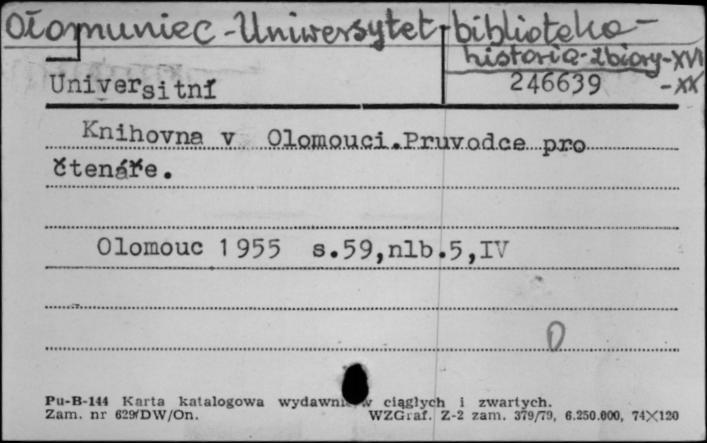 Ołomuniec - Uniwersytet - biblioteka -
historia - zbiory - XVI
- XX
246639
Universitní
Knihovna v Olomouci.Pruvodce pro
čtenáře.
Olomouc 1955 s.59,nlb.5,IV
0
Pu-B-144 Karta katalogowa wydawnictw ciągłych i zwartych.
Zam. nr 629/DW/On. WZGraf. Z-2 zam. 379/79, 6.250.000, 74X120